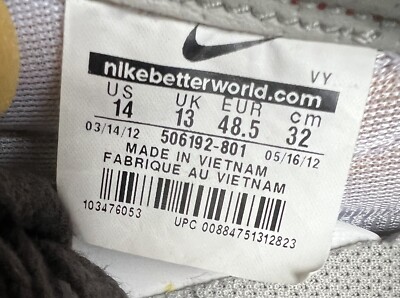 VY
nikebetterworld.com
US UK EUR cm
14 13 48.5 32
03/14/12 506192-801 05/16/12
MADE IN VIETNAM
FABRIQUE AU VIETNAM
103476053
UPC 00884751312823